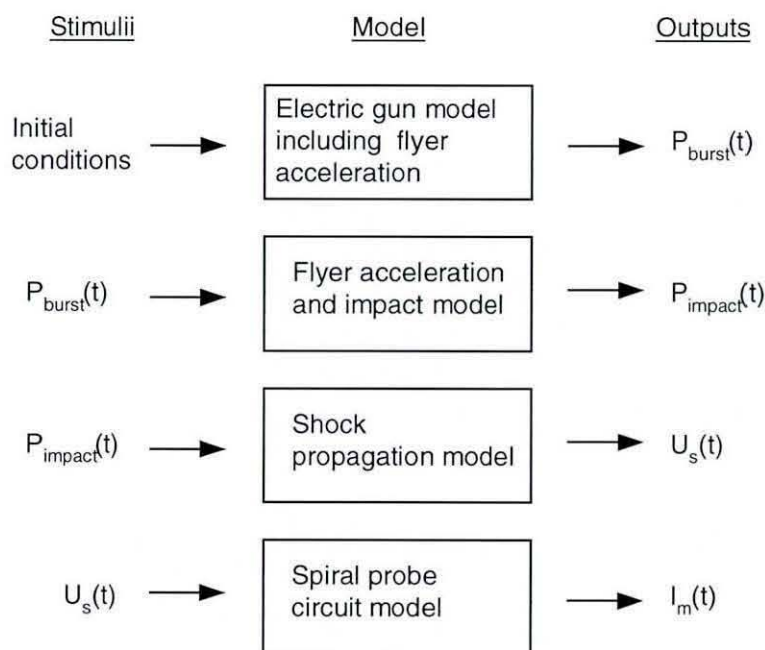 Stimulii Model Outputs
Initial
conditions
Electric gun model
including flyer
acceleration
P_burst(t)
P_burst(t)
Flyer acceleration
and impact model
P_impact(t)
P_impact(t)
Shock
propagation model
U_s(t)
U_s(t)
Spiral probe
circuit model
I_m(t)